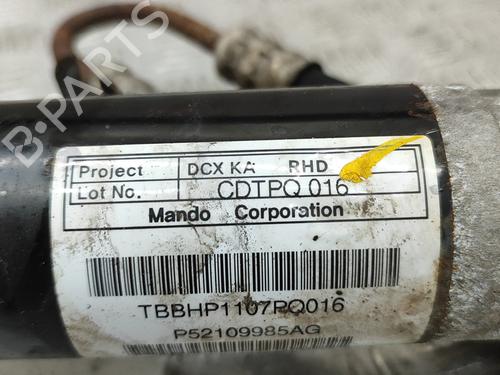 B-PARTS
Project DCX KA RHD
Lot No. CDTPQ 016
Mando Corporation
TBBHP1107PQ016
P52109985AG